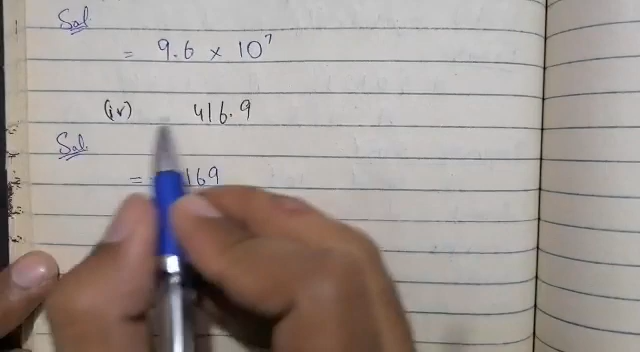 Sol
= 9.6 × 10⁷
(iv) 416.9
Sol.
= 169